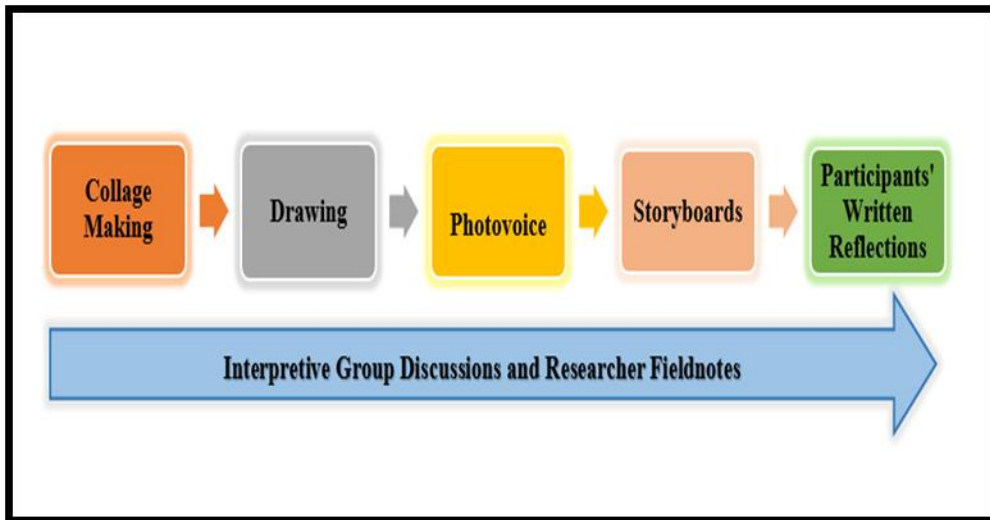 Collage
Making
Drawing
Photovoice
Storyboards
Participants'
Written
Reflections
Interpretive Group Discussions and Researcher Fieldnotes